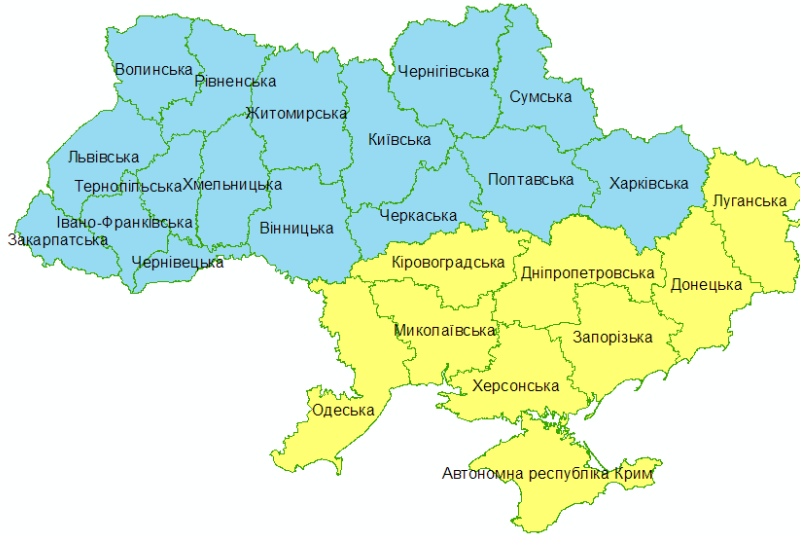 Волинська
Рівненська
Житомирська
Чернігівська
Сумська
Київська
Львівська
Тернопільська
Хмельницька
Полтавська
Харківська
Луганська
Івано-Франківська
Закарпатська
Вінницька
Черкаська
Чернівецька
Кіровоградська
Дніпропетровська
Донецька
Миколаївська
Запорізька
Херсонська
Одеська
Автономна республіка Крим